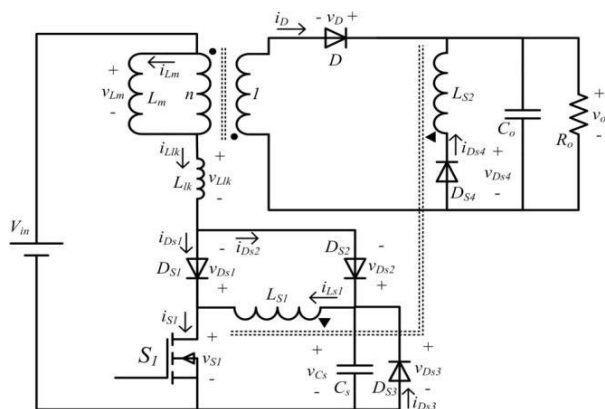 i_D
- v_D +
D
+
v_Lm
-
i_Lm
L_m
n
1
L_S2
C_o
R_o
+
v_o
-
i_Llk
L_lk
+
v_Llk
-
i_Ds4
D_S4
+
v_Ds4
-
V_in
i_Ds1
D_S1
-
v_Ds1
+
i_Ds2
D_S2
-
v_Ds2
+
L_S1
i_Ls1
i_S1
S_1
+
v_S1
-
+
v_Cs
-
C_s
D_S3
+
v_Ds3
-
i_Ds3